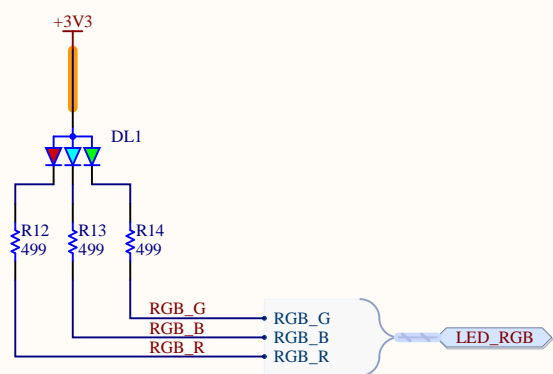 +3V3
DL1
R12 R13 R14
499 499 499
RGB_G RGB_G
RGB_B RGB_B LED_RGB
RGB_R RGB_R